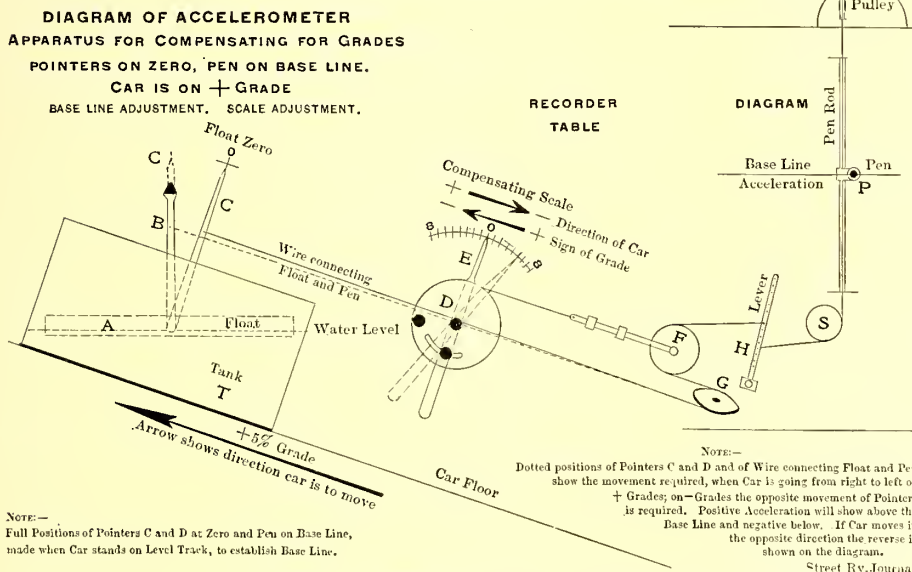 DIAGRAM OF ACCELEROMETER
APPARATUS FOR COMPENSATING FOR GRADES
POINTERS ON ZERO, PEN ON BASE LINE.
CAR IS ON + GRADE
BASE LINE ADJUSTMENT. SCALE ADJUSTMENT.
RECORDER
TABLE
DIAGRAM
Pulley
Pen Rod
Base Line
Acceleration
Pen
P
Float Zero
0
C
C
B
Compensating Scale
+ −
− +
Direction of Car
Sign of Grade
8 0 8
E
D
Wire connecting
Float and Pen
A
Float
Water Level
Tank
T
F
G
Lever
H
S
+5% Grade
Arrow shows direction car is to move
Car Floor
NOTE:—
Full Positions of Pointers C and D at Zero and Pen on Base Line,
made when Car stands on Level Track, to establish Base Line.
NOTE:—
Dotted positions of Pointers C and D and of Wire connecting Float and Pe
show the movement required, when Car is going from right to left o
+ Grades; on—Grades the opposite movement of Pointer
is required. Positive Acceleration will show above th
Base Line and negative below. If Car moves i
the opposite direction the reverse i
shown on the diagram.
Street Ry. Journa